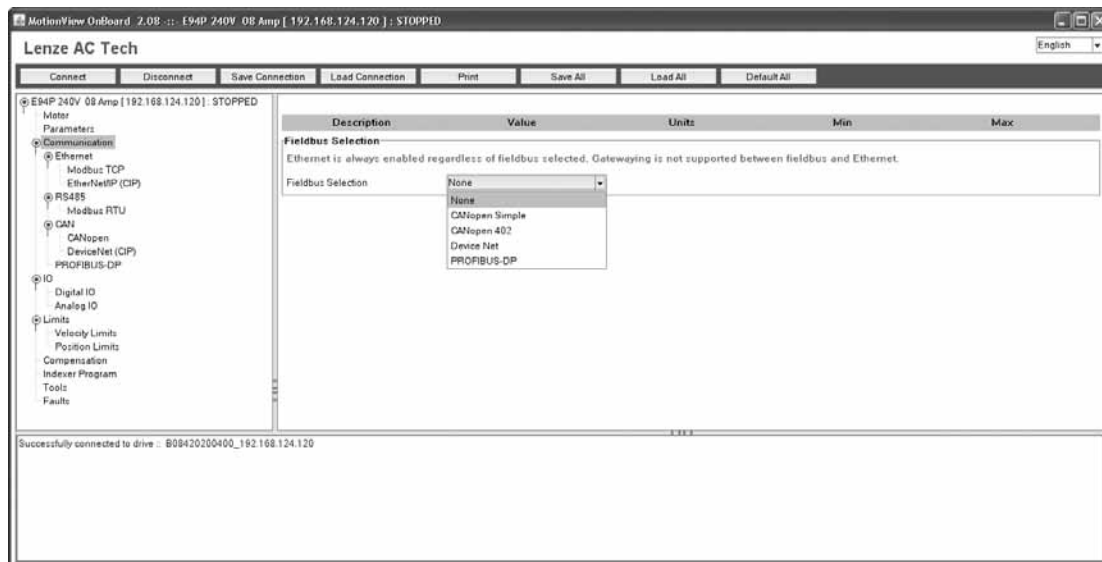 MotionView OnBoard 2.08 -::- E94P 240V 08 Amp [ 192.168.124.120 ] : STOPPED
Lenze AC Tech
English
Connect Disconnect Save Connection Load Connection Print Save All Load All Default All
E94P 240V 08 Amp [ 192.168.124.120 ] : STOPPED
Motor
Parameters
Communication
Ethernet
Modbus TCP
EtherNet/IP (CIP)
RS485
Modbus RTU
CAN
CANopen
DeviceNet (CIP)
PROFIBUS-DP
IO
Digital IO
Analog IO
Limits
Velocity Limits
Position Limits
Compensation
Indexer Program
Tools
Faults
Description Value Units Min Max
Fieldbus Selection
Ethernet is always enabled regardless of fieldbus selected. Gatewaying is not supported between fieldbus and Ethernet.
Fieldbus Selection None
None
CANopen Simple
CANopen 402
Device Net
PROFIBUS-DP
Successfully connected to drive :: B08420200400_192.168.124.120